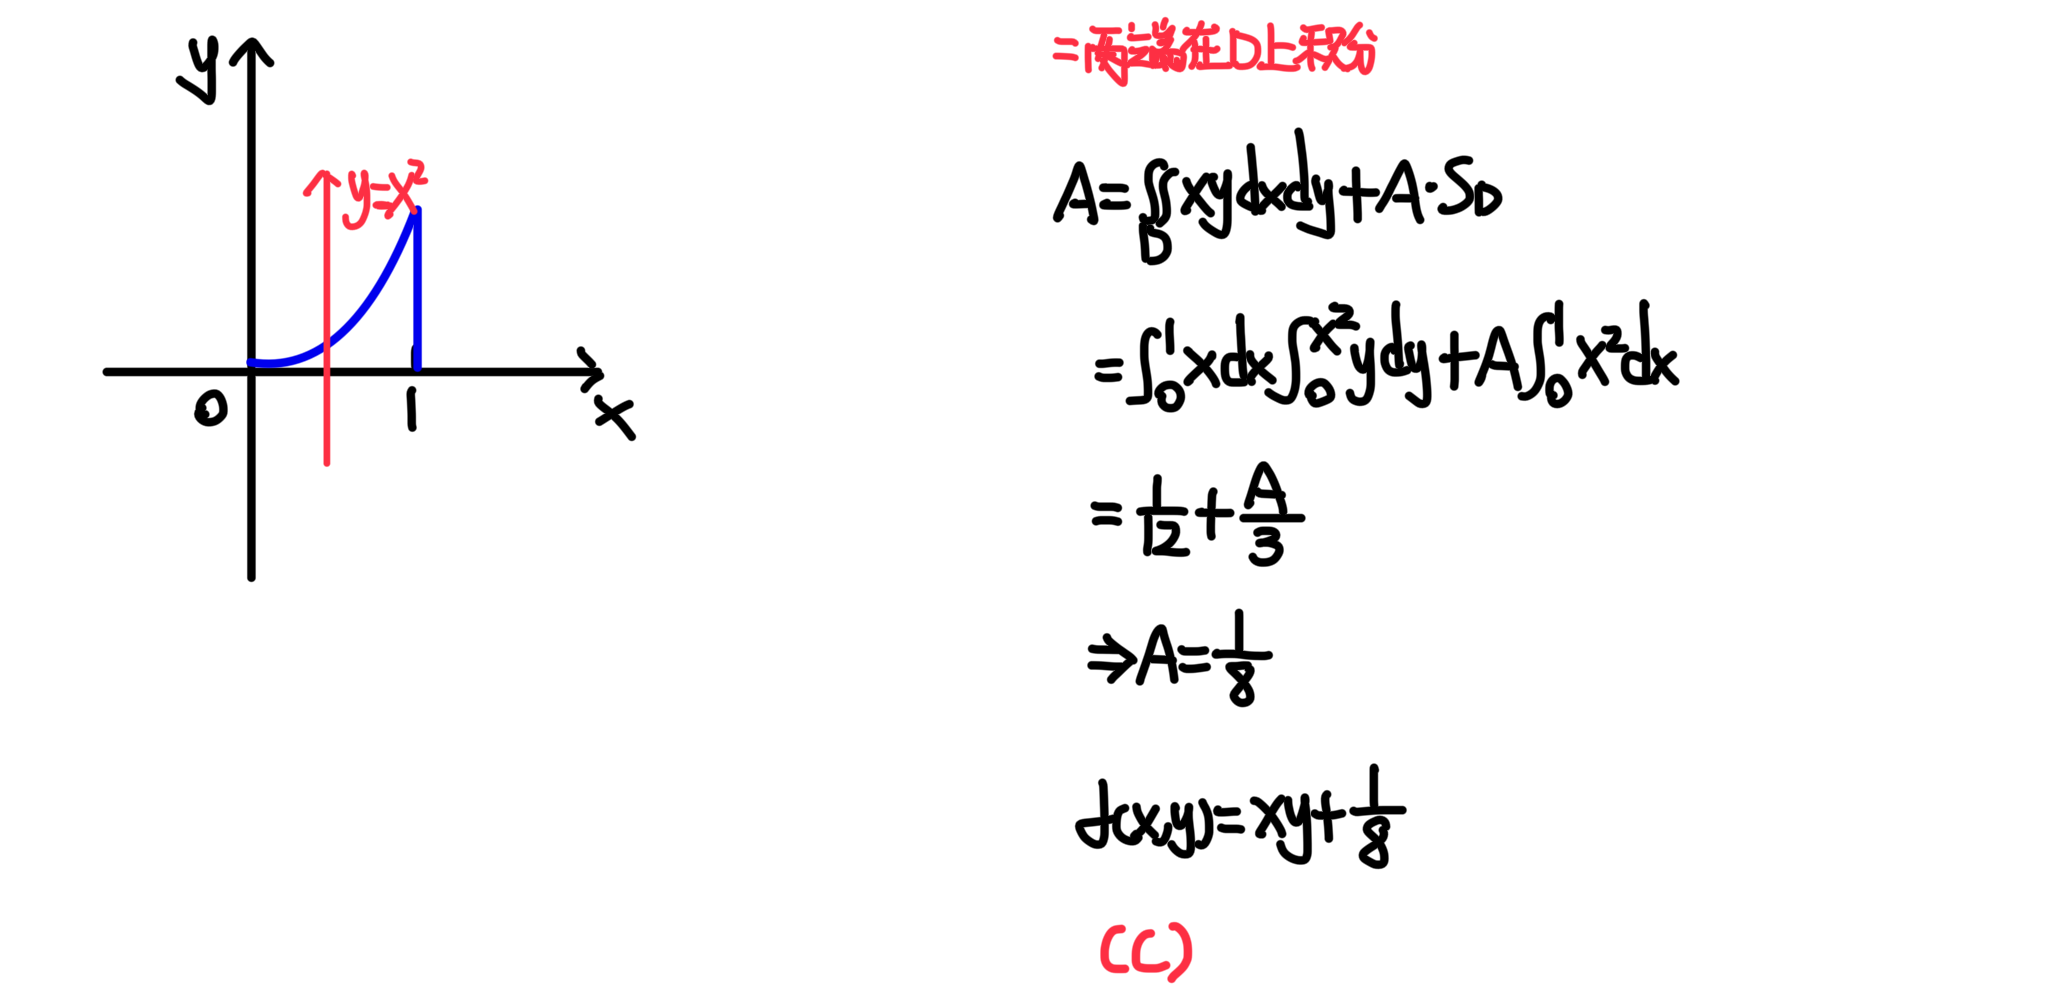 y
y=x²
0
1
x
=两端在D上积分
A=∬_D xydxdy+A·S_D
=∫₀¹xdx∫₀^{x²}ydy+A∫₀¹x²dx
=1/12+A/3
⇒A=1/8
f(x,y)=xy+1/8
(C)